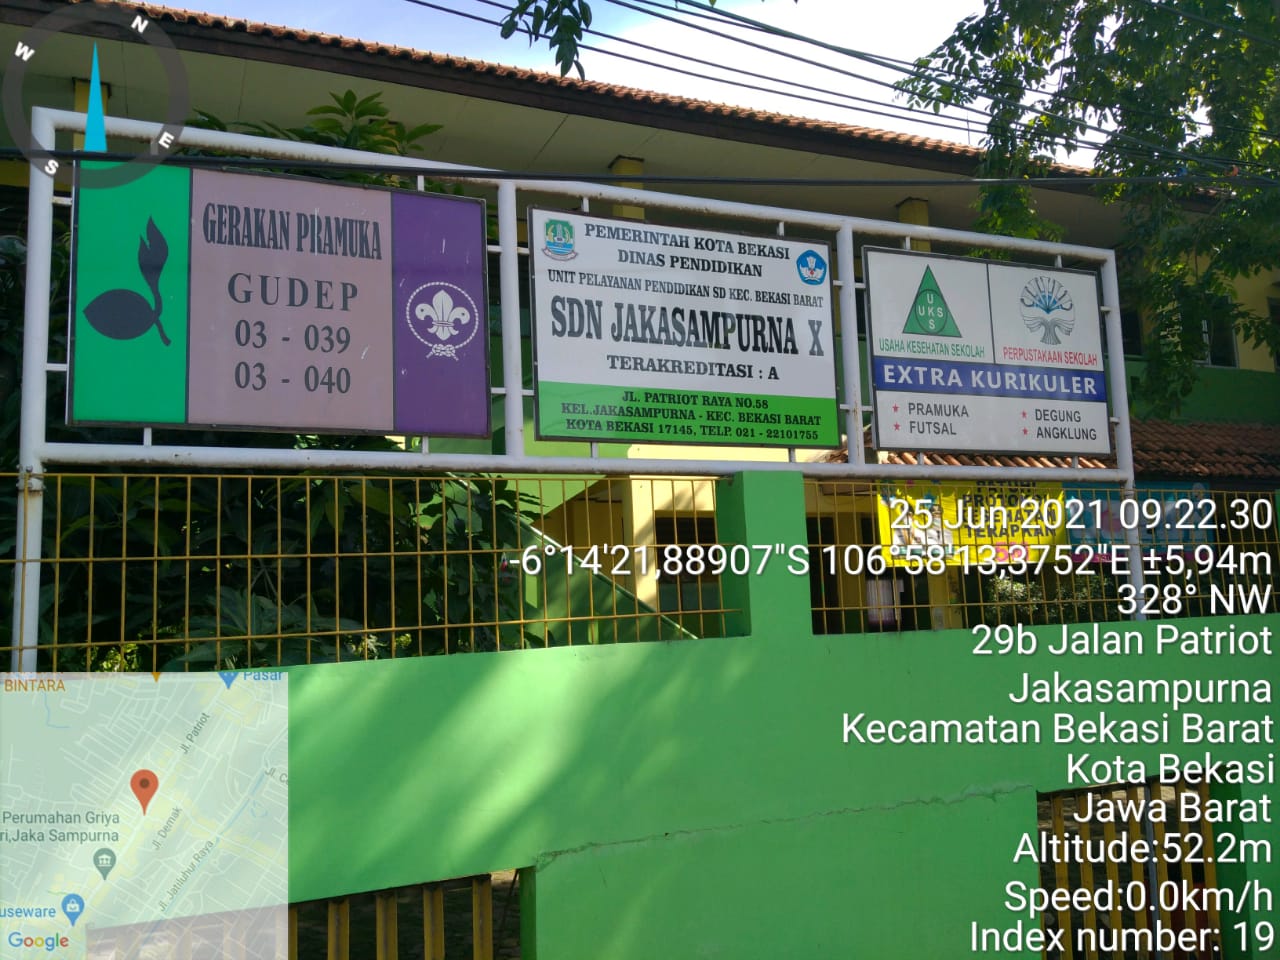 N
W
E
S
GERAKAN PRAMUKA
GUDEP
03 - 039
03 - 040
PEMERINTAH KOTA BEKASI
DINAS PENDIDIKAN
UNIT PELAYANAN PENDIDIKAN SD KEC. BEKASI BARAT
SDN JAKASAMPURNA X
TERAKREDITASI : A
JL. PATRIOT RAYA NO.58
KEL.JAKASAMPURNA - KEC. BEKASI BARAT
KOTA BEKASI 17145, TELP. 021 - 22101755
U
UKS
S
USAHA KESEHATAN SEKOLAH
PERPUSTAKAAN SEKOLAH
EXTRA KURIKULER
PRAMUKA
FUTSAL
DEGUNG
ANGKLUNG
25 Jun 2021 09.22.30
-6°14'21,88907"S 106°58'13,3752"E ±5,94m
328° NW
29b Jalan Patriot
Jakasampurna
Kecamatan Bekasi Barat
Kota Bekasi
Jawa Barat
Altitude:52.2m
Speed:0.0km/h
Index number: 19
BINTARA
Pasar
Jl. Patriot
Perumahan Griya
ri,Jaka Sampurna
Jl. Demak
Jl. Jatiluhur Raya
useware
Google